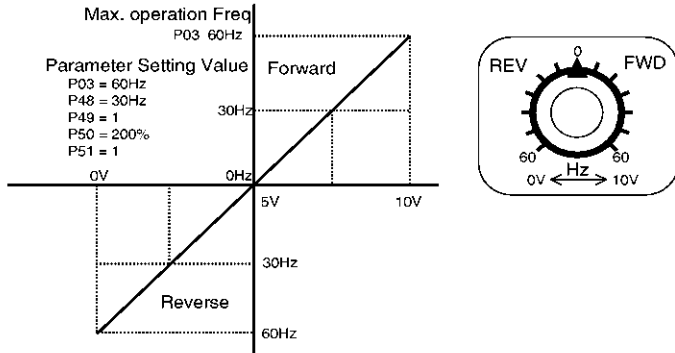 Max. operation Freq
P03 60Hz
Parameter Setting Value
P03 = 60Hz
P48 = 30Hz
P49 = 1
P50 = 200%
P51 = 1
Forward
30Hz
0V
0Hz
5V
10V
30Hz
Reverse
60Hz
0
REV
FWD
60
60
Hz
0V
10V